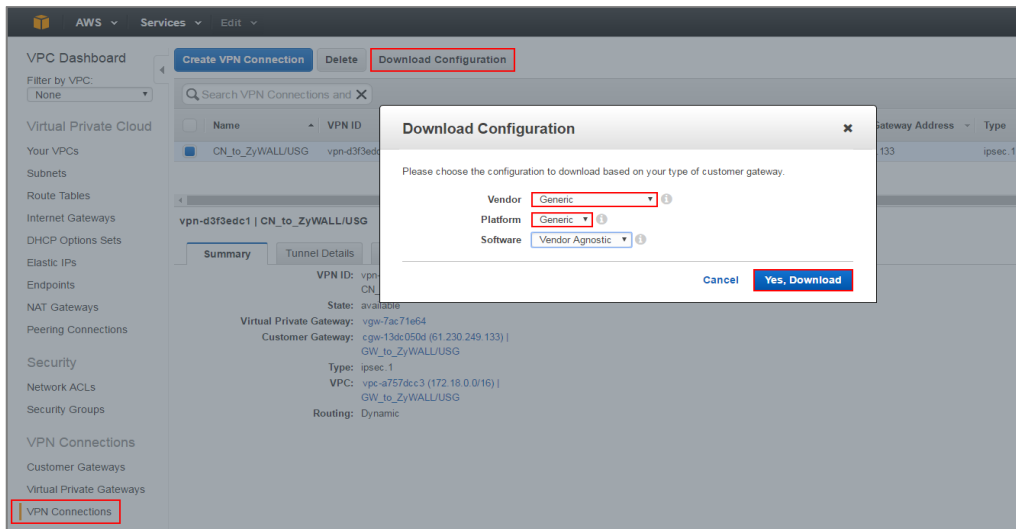 AWS Services Edit
VPC Dashboard
Filter by VPC:
None
Virtual Private Cloud
Your VPCs
Subnets
Route Tables
Internet Gateways
DHCP Options Sets
Elastic IPs
Endpoints
NAT Gateways
Peering Connections
Security
Network ACLs
Security Groups
VPN Connections
Customer Gateways
Virtual Private Gateways
VPN Connections
Create VPN Connection Delete Download Configuration
Search VPN Connections and
Name VPN ID Gateway Address Type
CN_to_ZyWALL/USG vpn-d3f3edc .133 ipsec.1
Download Configuration
Please choose the configuration to download based on your type of customer gateway.
Vendor Generic
Platform Generic
Software Vendor Agnostic
Cancel Yes, Download
vpn-d3f3edc1 | CN_to_ZyWALL/USG
Summary Tunnel Details
VPN ID: vpn-
CN_
State: available
Virtual Private Gateway: vgw-7ac71e64
Customer Gateway: cgw-13dc050d (61.230.249.133) |
GW_to_ZyWALL/USG
Type: ipsec.1
VPC: vpc-a757dcc3 (172.18.0.0/16) |
GW_to_ZyWALL/USG
Routing: Dynamic